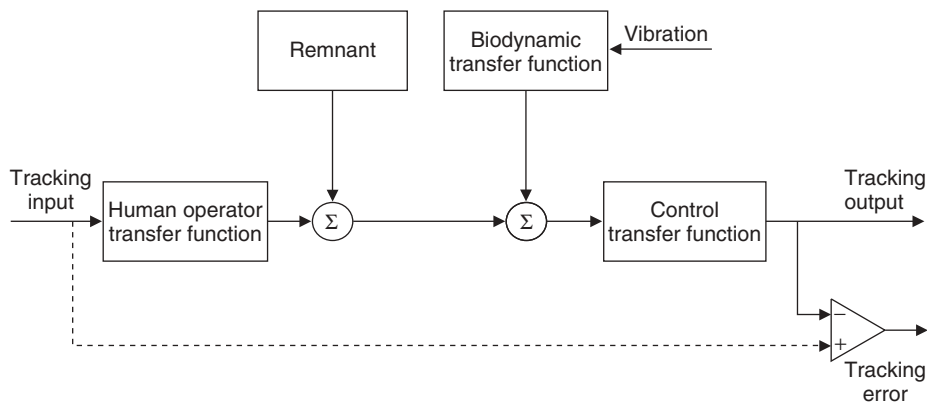 Remnant
Biodynamic
transfer function
Vibration
Tracking
input
Human operator
transfer function
Σ
Σ
Control
transfer function
Tracking
output
−
+
Tracking
error